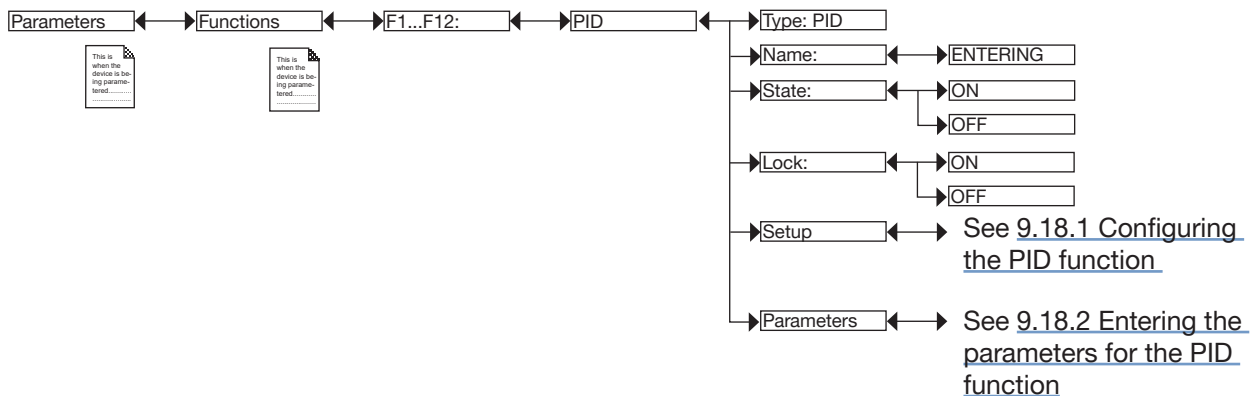 Parameters Functions F1...F12: PID Type: PID
This is
when the
device is be-
ing parame-
tered............
....................
This is
when the
device is be-
ing parame-
tered............
....................
Name: ENTERING
State: ON
OFF
Lock: ON
OFF
Setup See 9.18.1 Configuring
the PID function
Parameters See 9.18.2 Entering the
parameters for the PID
function